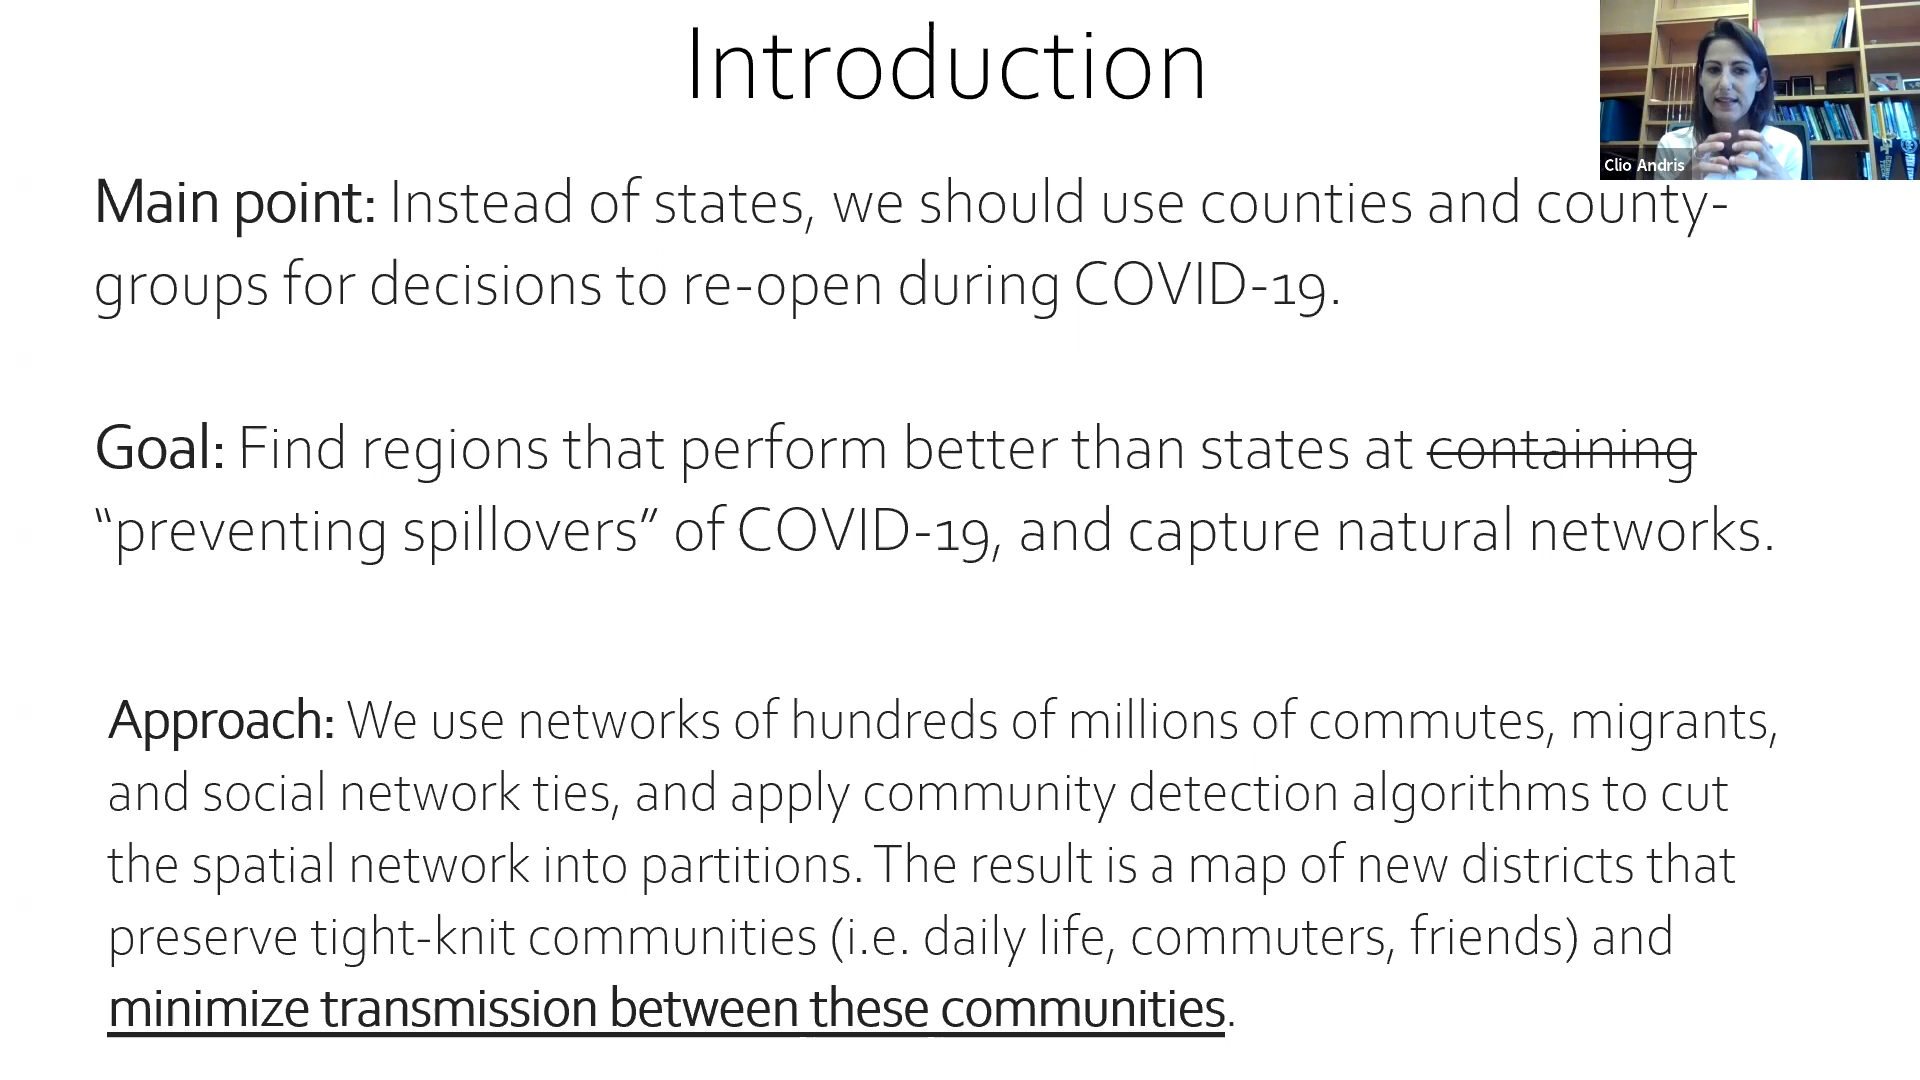 Introduction
Clio Andris
Main point: Instead of states, we should use counties and county-
groups for decisions to re-open during COVID-19.
Goal: Find regions that perform better than states at containing
“preventing spillovers” of COVID-19, and capture natural networks.
Approach: We use networks of hundreds of millions of commutes, migrants,
and social network ties, and apply community detection algorithms to cut
the spatial network into partitions. The result is a map of new districts that
preserve tight-knit communities (i.e. daily life, commuters, friends) and
minimize transmission between these communities.